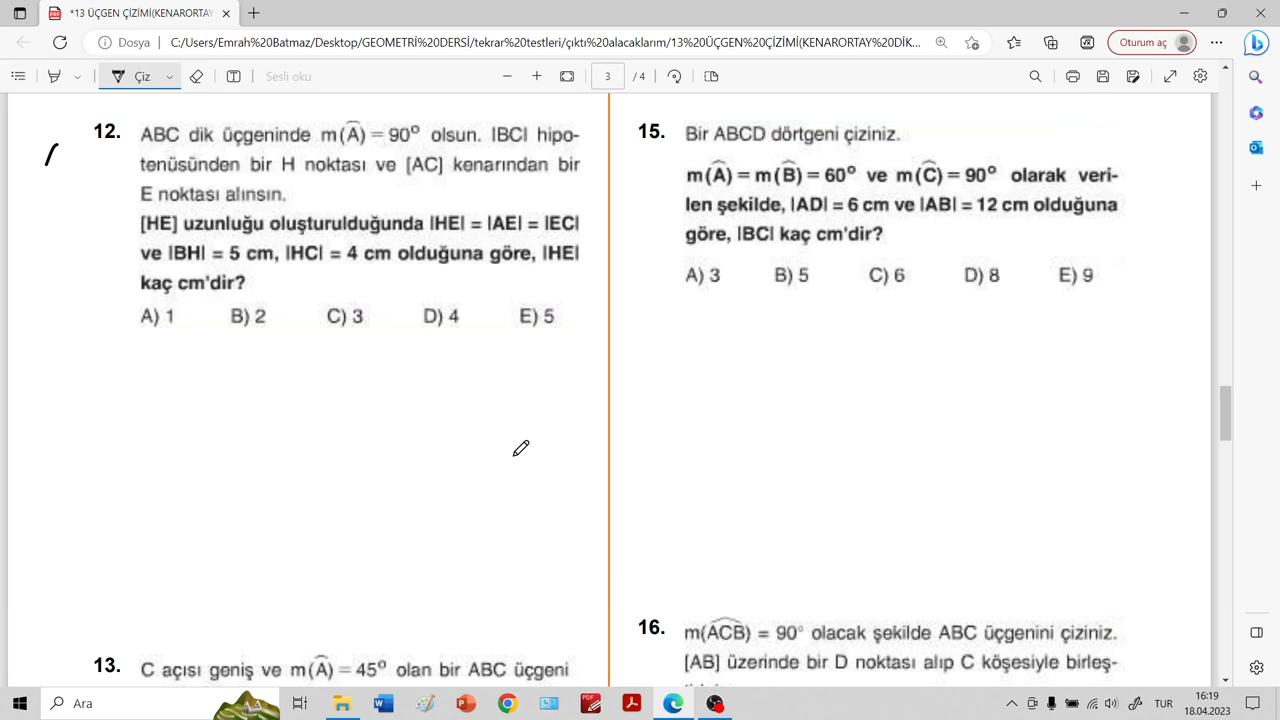 *13 ÜÇGEN ÇİZİMİ(KENARORTAY
Dosya
C:/Users/Emrah%20Batmaz/Desktop/GEOMETRİ%20DERSİ/tekrar%20testleri/çıktı%20alacaklarım/13%20ÜÇGEN%20ÇİZİMİ(KENARORTAY%20DİK...
Oturum aç
Çiz
Sesli oku
3 / 4
12. ABC dik üçgeninde m(A) = 90° olsun. |BC| hipo-
tenüsünden bir H noktası ve [AC] kenarından bir
E noktası alınsın.
[HE] uzunluğu oluşturulduğunda |HE| = |AE| = |EC|
ve |BH| = 5 cm, |HC| = 4 cm olduğuna göre, |HE|
kaç cm'dir?
A) 1 B) 2 C) 3 D) 4 E) 5
13. C açısı geniş ve m(A) = 45° olan bir ABC üçgeni
15. Bir ABCD dörtgeni çiziniz.
m(A) = m(B) = 60° ve m(C) = 90° olarak veri-
len şekilde, |AD| = 6 cm ve |AB| = 12 cm olduğuna
göre, |BC| kaç cm'dir?
A) 3 B) 5 C) 6 D) 8 E) 9
16. m(ACB) = 90° olacak şekilde ABC üçgenini çiziniz.
[AB] üzerinde bir D noktası alıp C köşesiyle birleş-
Ara
TUR
16:19
18.04.2023